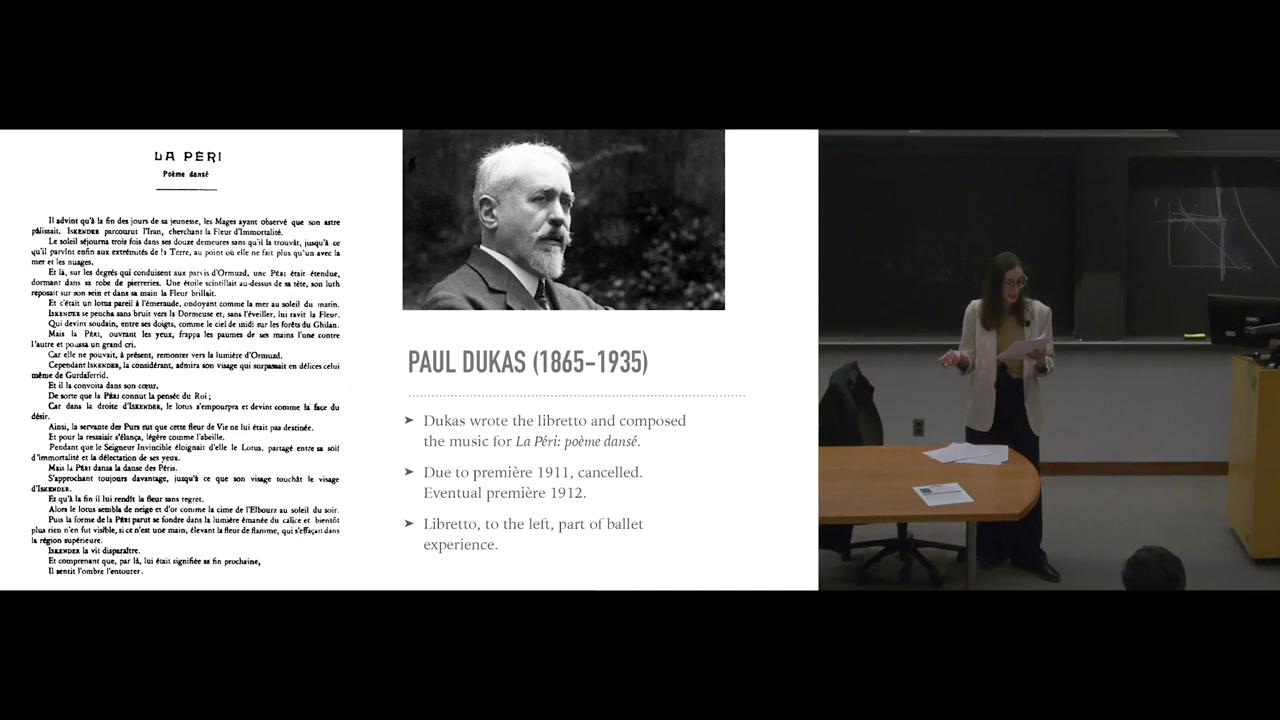 LA PÉRI
Poème dansé
Il advint qu'à la fin des jours de sa jeunesse, les Mages ayant observé que son astre
pâlissait, ISKENDER parcourut l'Iran, cherchant la Fleur d'Immortalité.
Le soleil séjourna trois fois dans ses douze demeures sans qu'il la trouvât, jusqu'à ce
qu'il parvînt enfin aux extrémités de la Terre, au point où elle ne fait plus qu'un avec la
mer et les nuages.
Et là, sur les degrés qui conduisent aux parvis d'Ormuzd, une PÉRI était étendue,
dormant dans sa robe de pierreries. Une étoile scintillait au-dessus de sa tête, son luth
reposait sur son sein et dans sa main la Fleur brillait.
Et c'était un lotus pareil à l'émeraude, ondoyant comme la mer au soleil du matin.
ISKENDER se pencha sans bruit vers la Dormeuse et, sans l'éveiller, lui ravit la Fleur.
Qui devint soudain, entre ses doigts, comme le ciel de midi sur les forêts du Ghilan.
Mais la PÉRI, ouvrant les yeux, frappa les paumes de ses mains l'une contre
l'autre et poussa un grand cri.
Car elle ne pouvait, à présent, remonter vers la lumière d'Ormuzd.
Cependant ISKENDER, la considérant, admira son visage qui surpassait en délices celui
même de Gurdaferrid.
Et il la convoita dans son cœur.
De sorte que la PÉRI connut la pensée du Roi ;
Car dans la droite d'ISKENDER, le lotus s'empourpra et devint comme la face du
désir.
Ainsi, la servante des Purs sut que cette fleur de Vie ne lui était pas destinée.
Et pour la ressaisir s'élança, légère comme l'abeille.
Pendant que le Seigneur Invincible éloignait d'elle le Lotus, partagé entre sa soif
d'immortalité et la délectation de ses yeux.
Mais la PÉRI dansa la danse des Péris.
S'approchant toujours davantage, jusqu'à ce que son visage touchât le visage
d'ISKENDER.
Et qu'à la fin il lui rendît la fleur sans regret.
Alors le lotus sembla de neige et d'or comme la cime de l'Elbourz au soleil du soir.
Puis la forme de la PÉRI parut se fondre dans la lumière émanée du calice et bientôt
plus rien n'en fut visible, si ce n'est une main, élevant la fleur de flamme, qui s'effaçait dans
la région supérieure.
ISKENDER la vit disparaître.
Et comprenant que, par là, lui était signifiée sa fin prochaine,
Il sentit l'ombre l'entourer.
PAUL DUKAS (1865–1935)
➤ Dukas wrote the libretto and composed
the music for La Péri: poème dansé.
➤ Due to première 1911, cancelled.
Eventual première 1912.
➤ Libretto, to the left, part of ballet
experience.